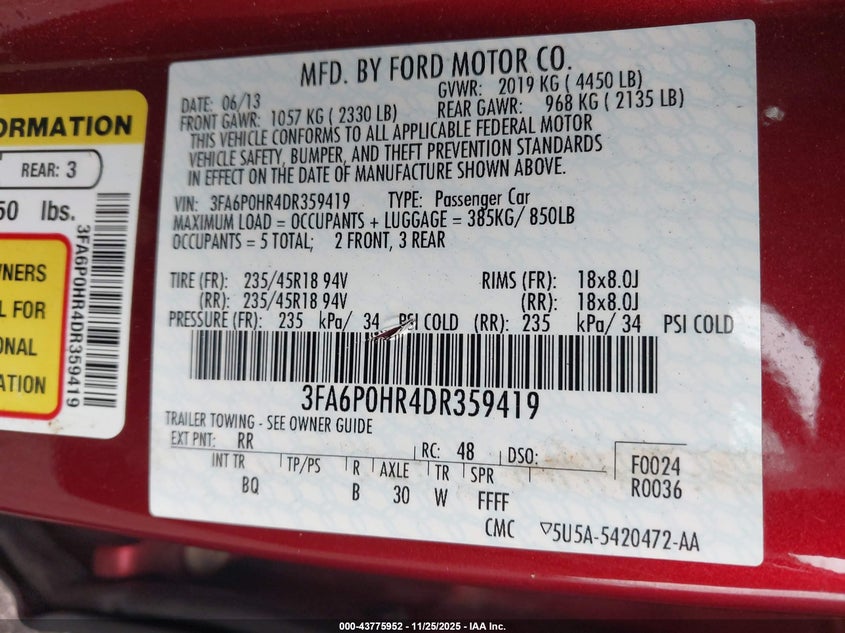 MFD. BY FORD MOTOR CO.
DATE: 06/13
GVWR: 2019 KG ( 4450 LB)
FRONT GAWR: 1057 KG ( 2330 LB)
REAR GAWR: 968 KG ( 2135 LB)
THIS VEHICLE CONFORMS TO ALL APPLICABLE FEDERAL MOTOR
VEHICLE SAFETY, BUMPER, AND THEFT PREVENTION STANDARDS
IN EFFECT ON THE DATE OF MANUFACTURE SHOWN ABOVE.
VIN: 3FA6P0HR4DR359419 TYPE: Passenger Car
MAXIMUM LOAD = OCCUPANTS + LUGGAGE = 385KG/ 850LB
OCCUPANTS = 5 TOTAL; 2 FRONT, 3 REAR
TIRE (FR): 235/45R18 94V RIMS (FR): 18x8.0J
(RR): 235/45R18 94V (RR): 18x8.0J
PRESSURE (FR): 235 kPa/ 34 PSI COLD (RR): 235 kPa/ 34 PSI COLD
3FA6P0HR4DR359419
TRAILER TOWING - SEE OWNER GUIDE
EXT PNT: RR RC: 48 DSO: F0024
INT TR TP/PS R AXLE TR SPR R0036
BQ B 30 W FFFF
CMC ▽5U5A-5420472-AA
ORMATION
REAR: 3
50 lbs.
WNERS
L FOR
ONAL
ATION
3FA6P0HR4DR359419
000-43775952 - 11/25/2025 - IAA Inc.